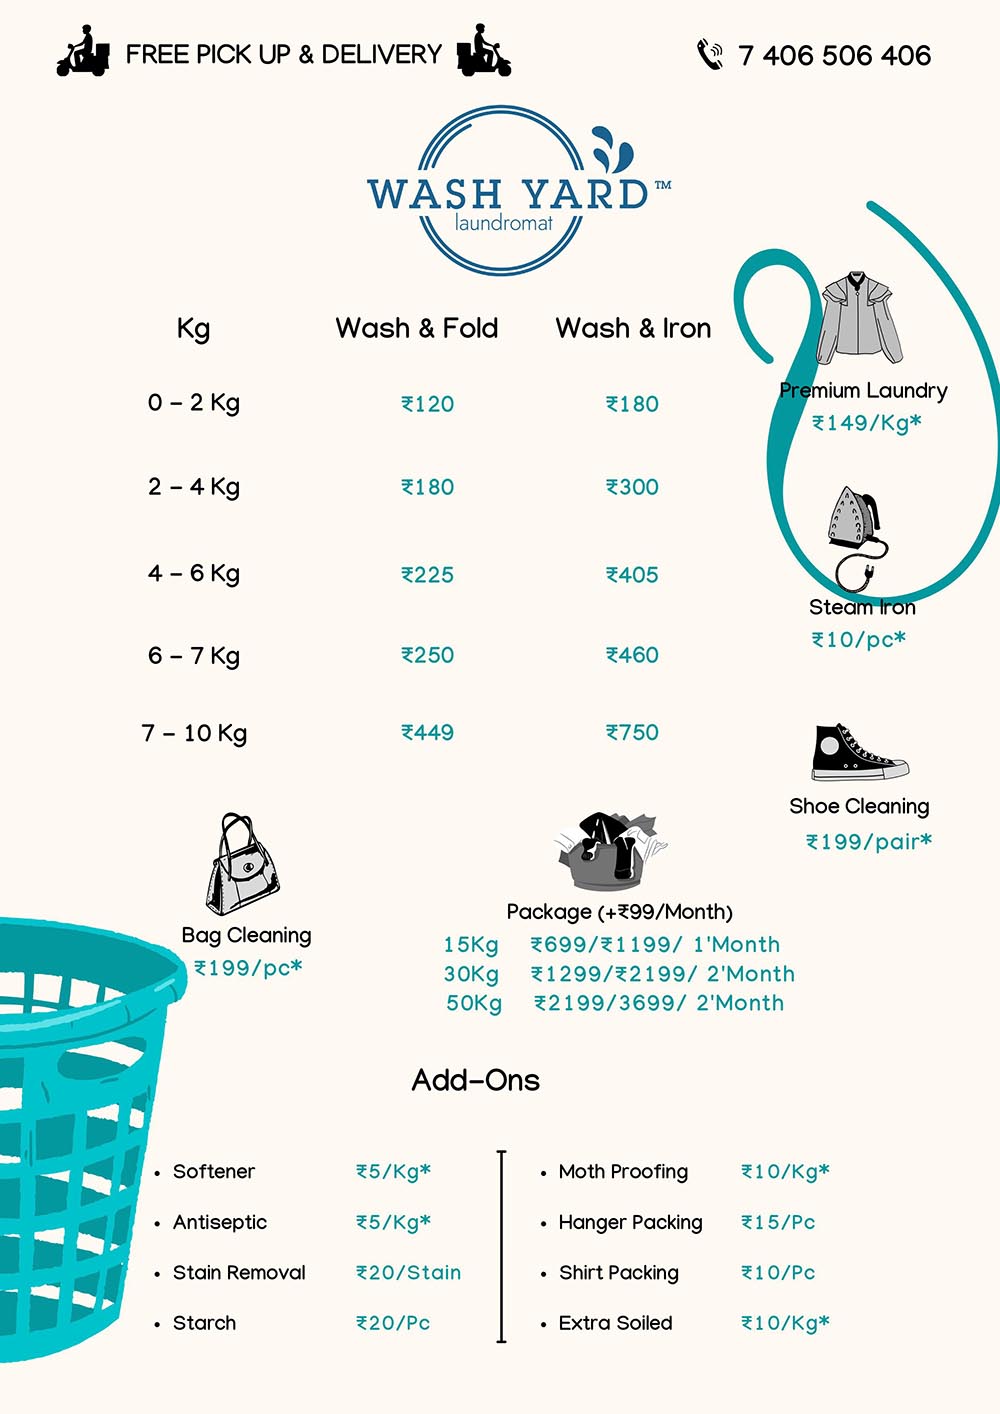 FREE PICK UP & DELIVERY
7 406 506 406
WASH YARD™
laundromat
Kg Wash & Fold Wash & Iron
0 – 2 Kg ₹120 ₹180
2 – 4 Kg ₹180 ₹300
4 – 6 Kg ₹225 ₹405
6 – 7 Kg ₹250 ₹460
7 – 10 Kg ₹449 ₹750
Premium Laundry
₹149/Kg*
Steam Iron
₹10/pc*
Shoe Cleaning
₹199/pair*
Bag Cleaning
₹199/pc*
Package (+₹99/Month)
15Kg ₹699/₹1199/ 1'Month
30Kg ₹1299/₹2199/ 2'Month
50Kg ₹2199/3699/ 2'Month
Add-Ons
• Softener ₹5/Kg*
• Antiseptic ₹5/Kg*
• Stain Removal ₹20/Stain
• Starch ₹20/Pc
• Moth Proofing ₹10/Kg*
• Hanger Packing ₹15/Pc
• Shirt Packing ₹10/Pc
• Extra Soiled ₹10/Kg*